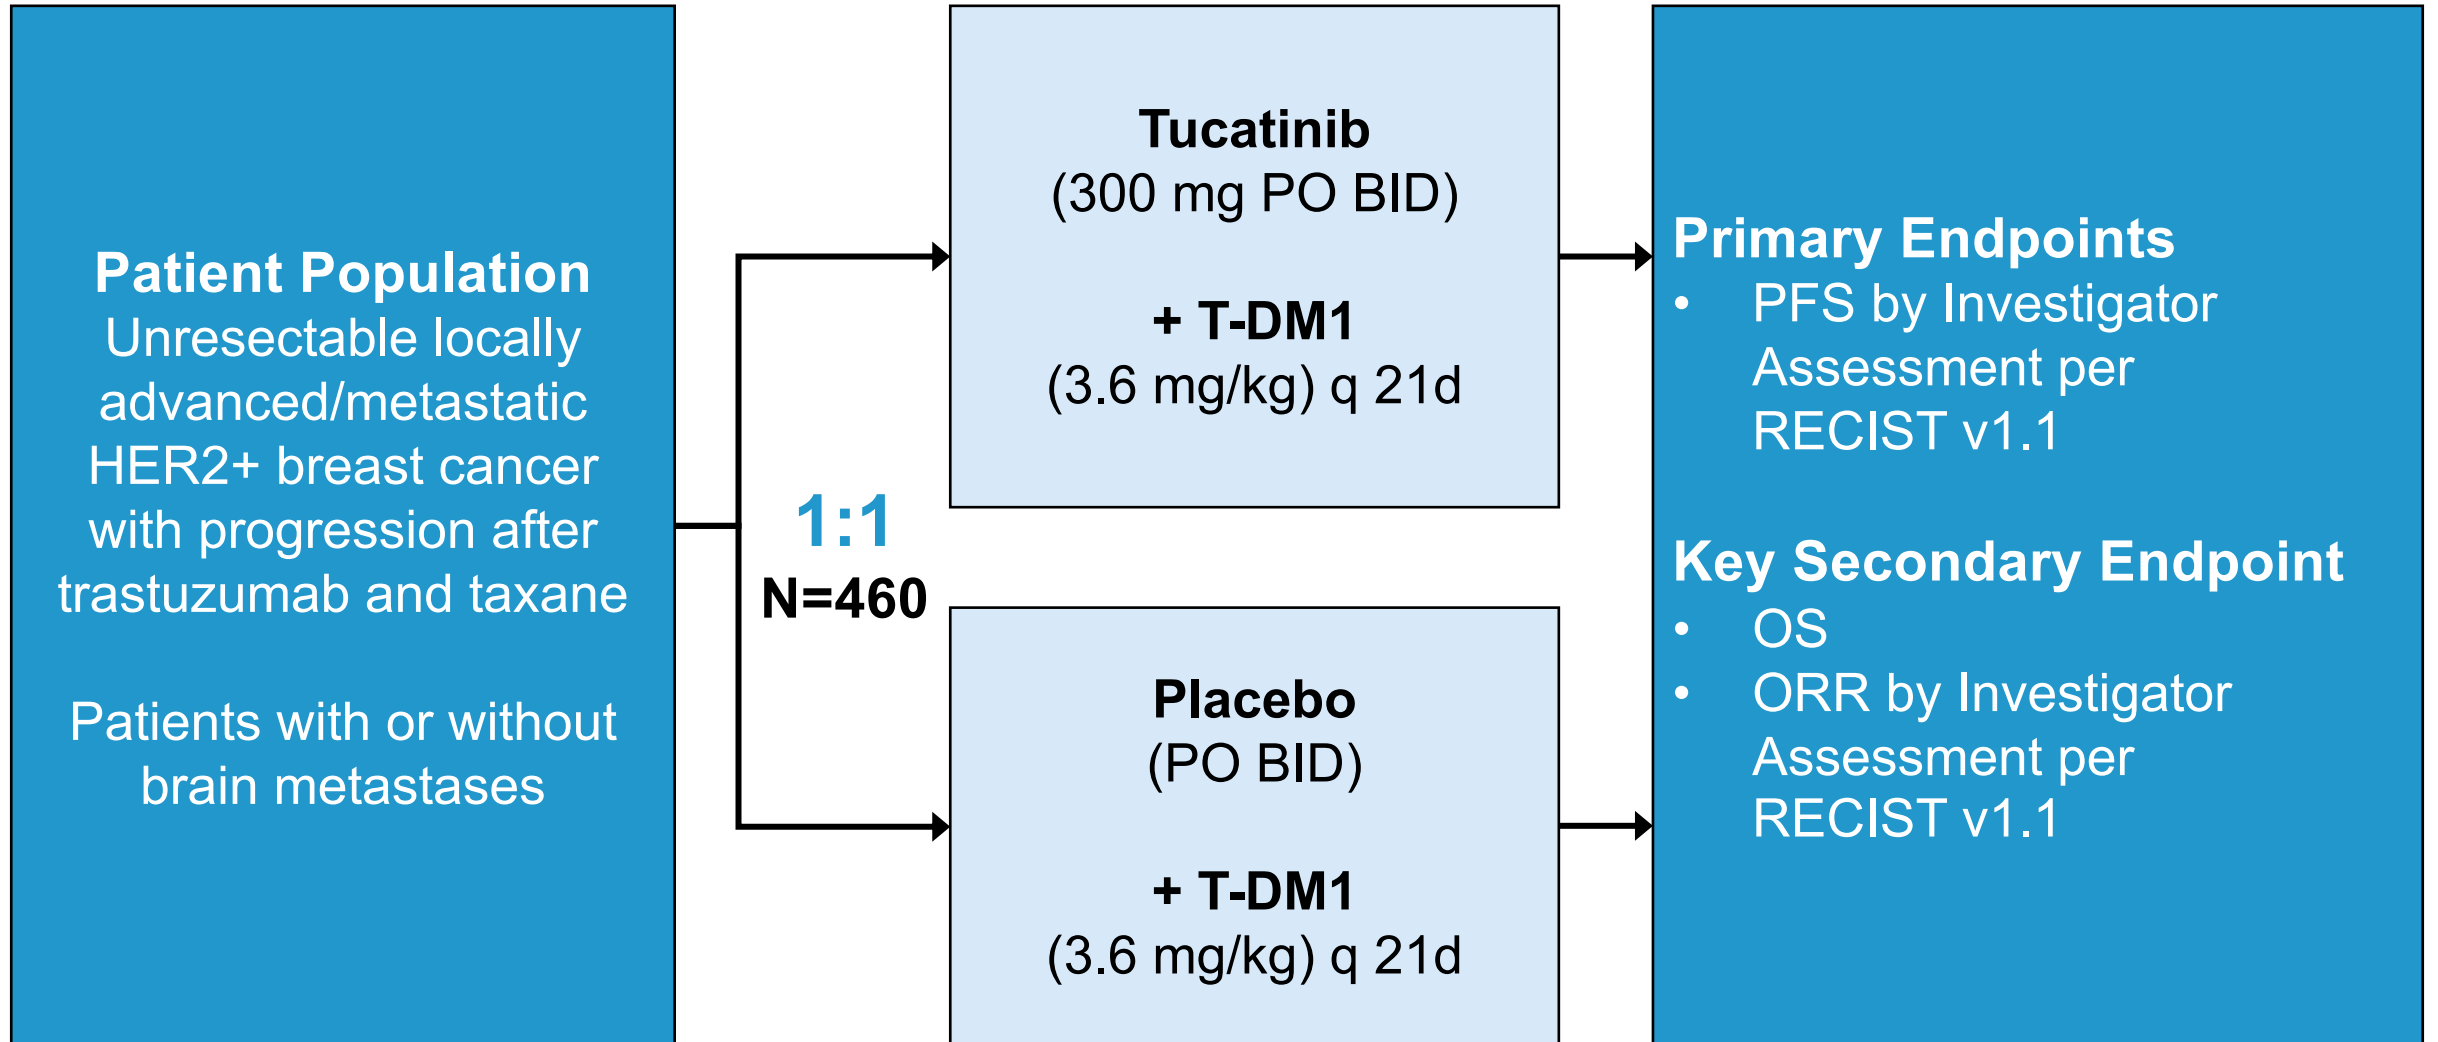 Patient Population
Unresectable locally
advanced/metastatic
HER2+ breast cancer
with progression after
trastuzumab and taxane
Patients with or without
brain metastases
1:1
N=460
Tucatinib
(300 mg PO BID)
+ T-DM1
(3.6 mg/kg) q 21d
Placebo
(PO BID)
+ T-DM1
(3.6 mg/kg) q 21d
Primary Endpoints
• PFS by Investigator
Assessment per
RECIST v1.1
Key Secondary Endpoint
• OS
• ORR by Investigator
Assessment per
RECIST v1.1